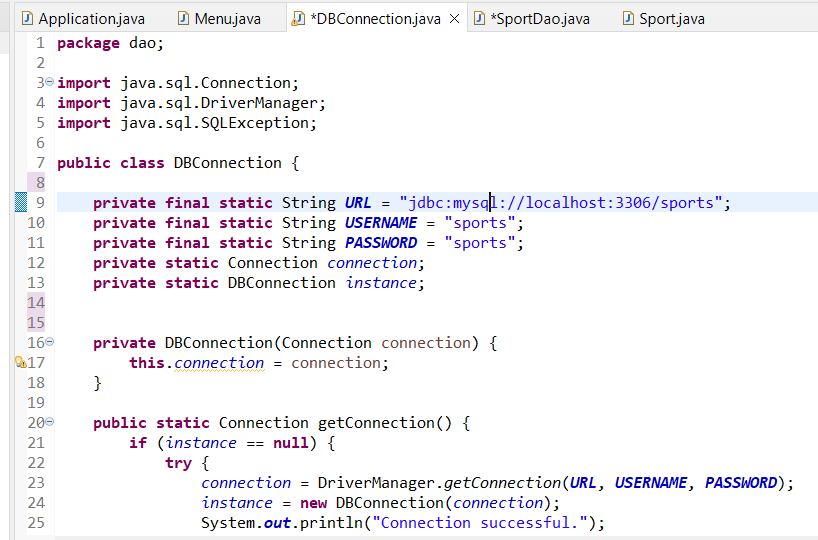 Application.java Menu.java *DBConnection.java *SportDao.java Sport.java
1 package dao;
2
3 import java.sql.Connection;
4 import java.sql.DriverManager;
5 import java.sql.SQLException;
6
7 public class DBConnection {
8
9 private final static String URL = "jdbc:mysql://localhost:3306/sports";
10 private final static String USERNAME = "sports";
11 private final static String PASSWORD = "sports";
12 private static Connection connection;
13 private static DBConnection instance;
14
15
16 private DBConnection(Connection connection) {
17 this.connection = connection;
18 }
19
20 public static Connection getConnection() {
21 if (instance == null) {
22 try {
23 connection = DriverManager.getConnection(URL, USERNAME, PASSWORD);
24 instance = new DBConnection(connection);
25 System.out.println("Connection successful.");